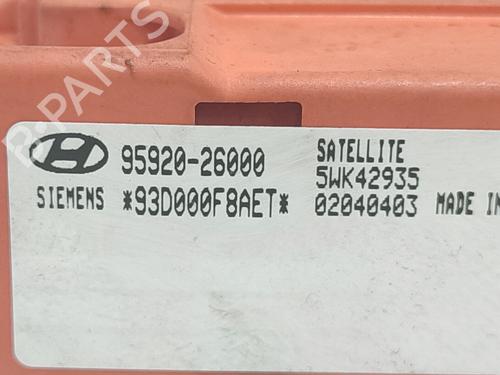 R-PARTS
95920-26000 SATELLITE
5WK42935
SIEMENS *93D000F8AET* 02040403 MADE IN